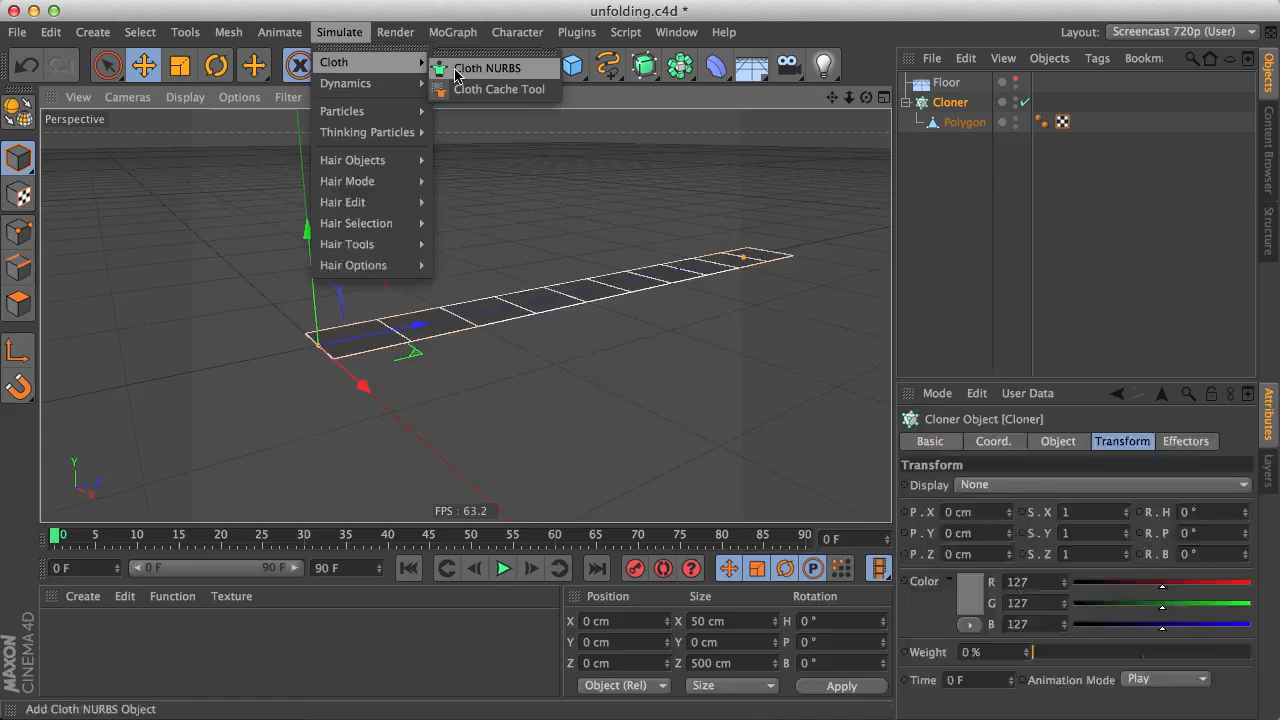 unfolding.c4d *
File Edit Create Select Tools Mesh Animate Simulate Render MoGraph Character Plugins Script Window Help Layout: Screencast 720p (User)
Cloth
Cloth NURBS
Cloth Cache Tool
Dynamics
Particles
Thinking Particles
Hair Objects
Hair Mode
Hair Edit
Hair Selection
Hair Tools
Hair Options
View Cameras Display Options Filter
Perspective
Y
Z
X
FPS : 63.2
File Edit View Objects Tags Bookm
Floor
Cloner
Polygon
Objects
Content Browser
Structure
Mode Edit User Data
Cloner Object [Cloner]
Basic Coord. Object Transform Effectors
Transform
Display None
P . X 0 cm S . X 1 R . H 0 °
P . Y 0 cm S . Y 1 R . P 0 °
P . Z 0 cm S . Z 1 R . B 0 °
Color R 127
G 127
B 127
Weight 0 %
Time 0 F Animation Mode Play
Attributes
Layers
0 5 10 15 20 25 30 35 40 45 50 55 60 65 70 75 80 85 90 0 F
0 F 0 F 90 F 90 F
Create Edit Function Texture
Position Size Rotation
X 0 cm X 50 cm H 0 °
Y 0 cm Y 0 cm P 0 °
Z 0 cm Z 500 cm B 0 °
Object (Rel) Size Apply
MAXON
CINEMA 4D
Add Cloth NURBS Object